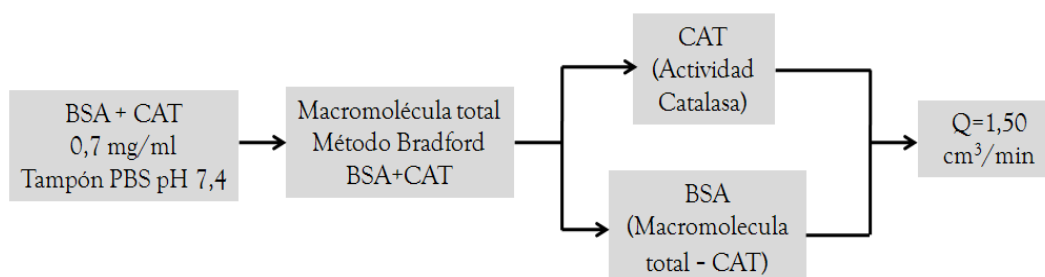 BSA + CAT
0,7 mg/ml
Tampón PBS pH 7,4
Macromolécula total
Método Bradford
BSA+CAT
CAT
(Actividad
Catalasa)
BSA
(Macromolecula
total - CAT)
Q=1,50
cm³/min